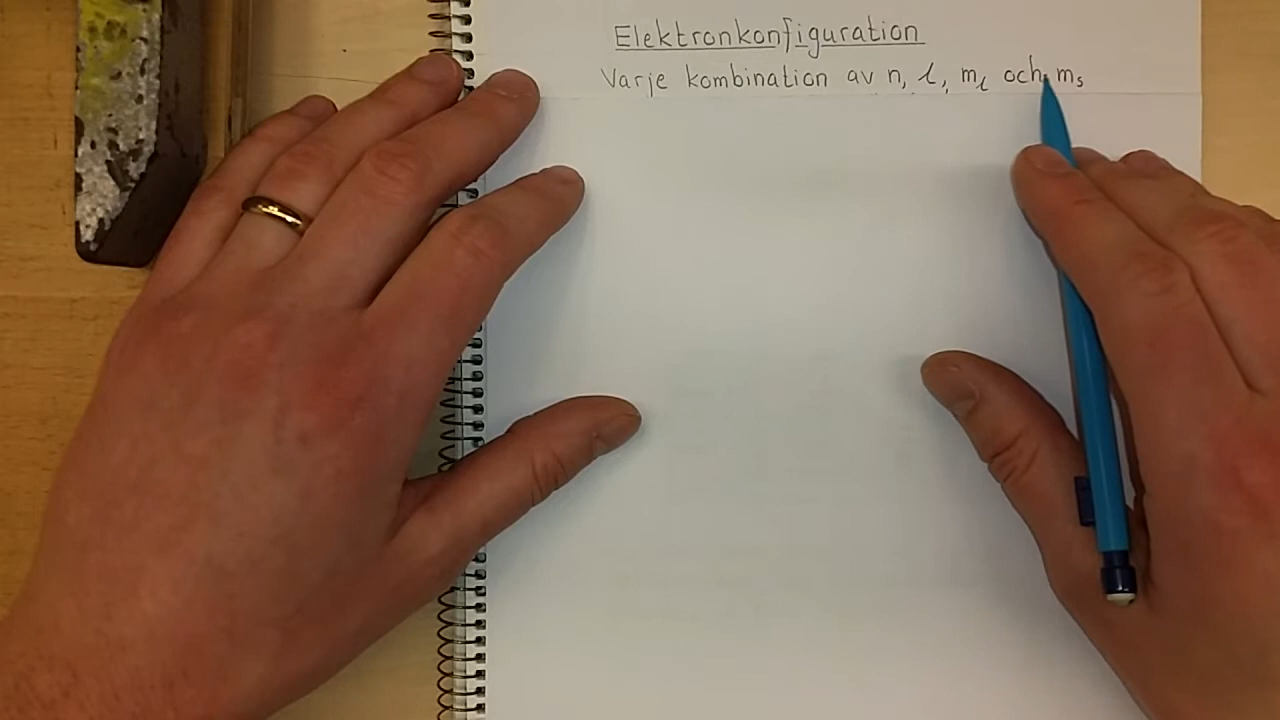 Elektronkonfiguration
Varje kombination av n, l, mₗ och mₛ